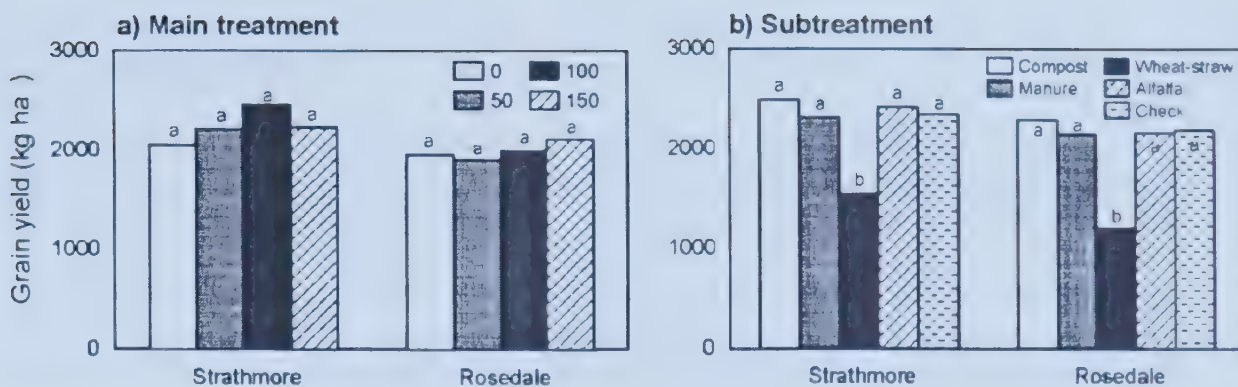 a) Main treatment
Grain yield (kg ha )
3000
2000
1000
0
0 100
50 150
a a a a
a a a a
Strathmore Rosedale
b) Subtreatment
3000
2000
1000
0
Compost Wheat-straw
Manure Alfalfa
Check
a a b a a
a a b a a
Strathmore Rosedale